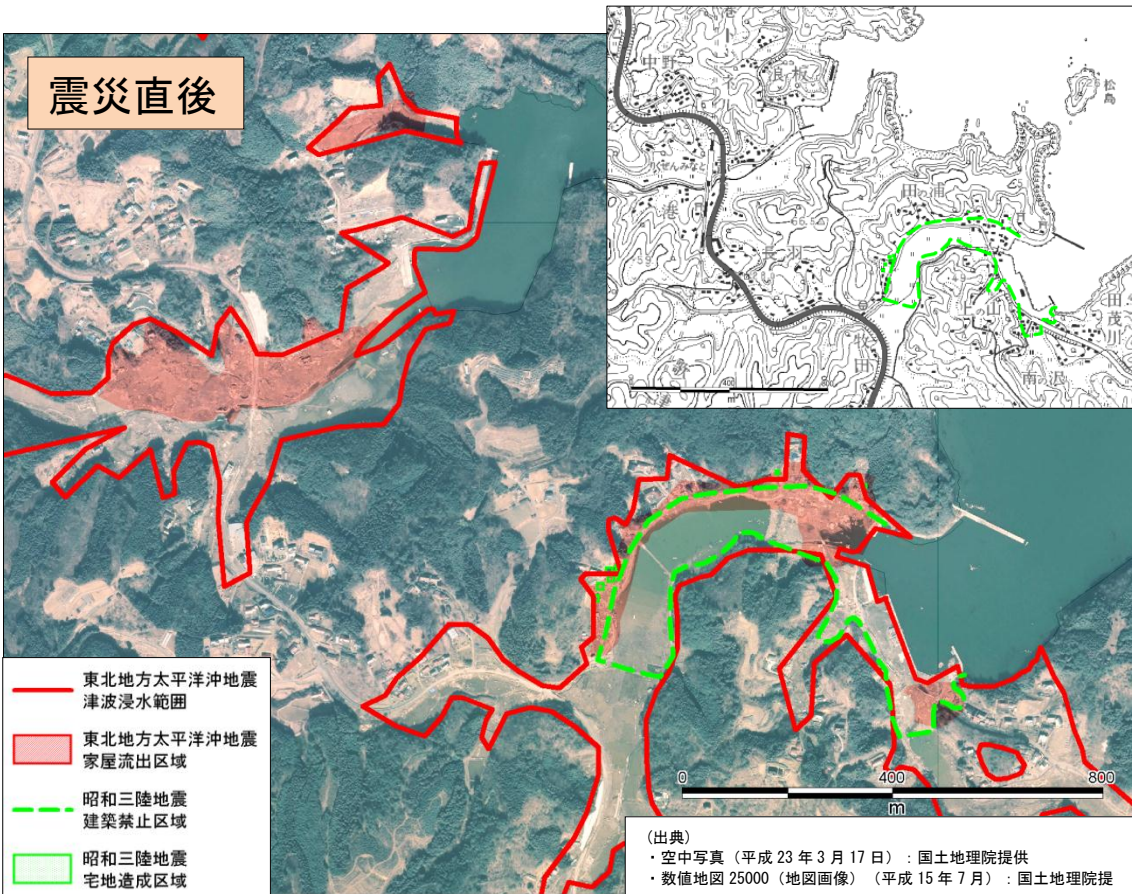 震災直後
中野
浪板
松島
港
田の浦
牧田
田茂川
南の沢
400
m
0 400 800
m
東北地方太平洋沖地震
津波浸水範囲
東北地方太平洋沖地震
家屋流出区域
昭和三陸地震
建築禁止区域
昭和三陸地震
宅地造成区域
(出典)
・空中写真(平成 23 年 3 月 17 日):国土地理院提供
・数値地図 25000(地図画像)(平成 15 年 7 月):国土地理院提